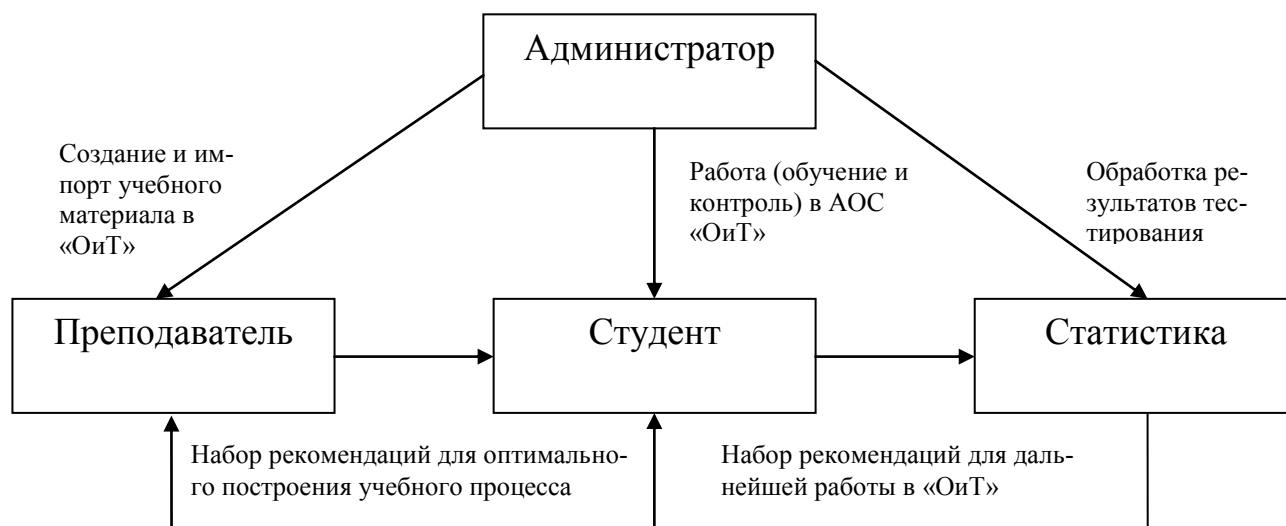 Администратор
Создание и им-
порт учебного
материала в
«ОиТ»
Работа (обучение и
контроль) в АОС
«ОиТ»
Обработка ре-
зультатов тес-
тирования
Преподаватель
Студент
Статистика
Набор рекомендаций для оптимально-
го построения учебного процесса
Набор рекомендаций для даль-
нейшей работы в «ОиТ»